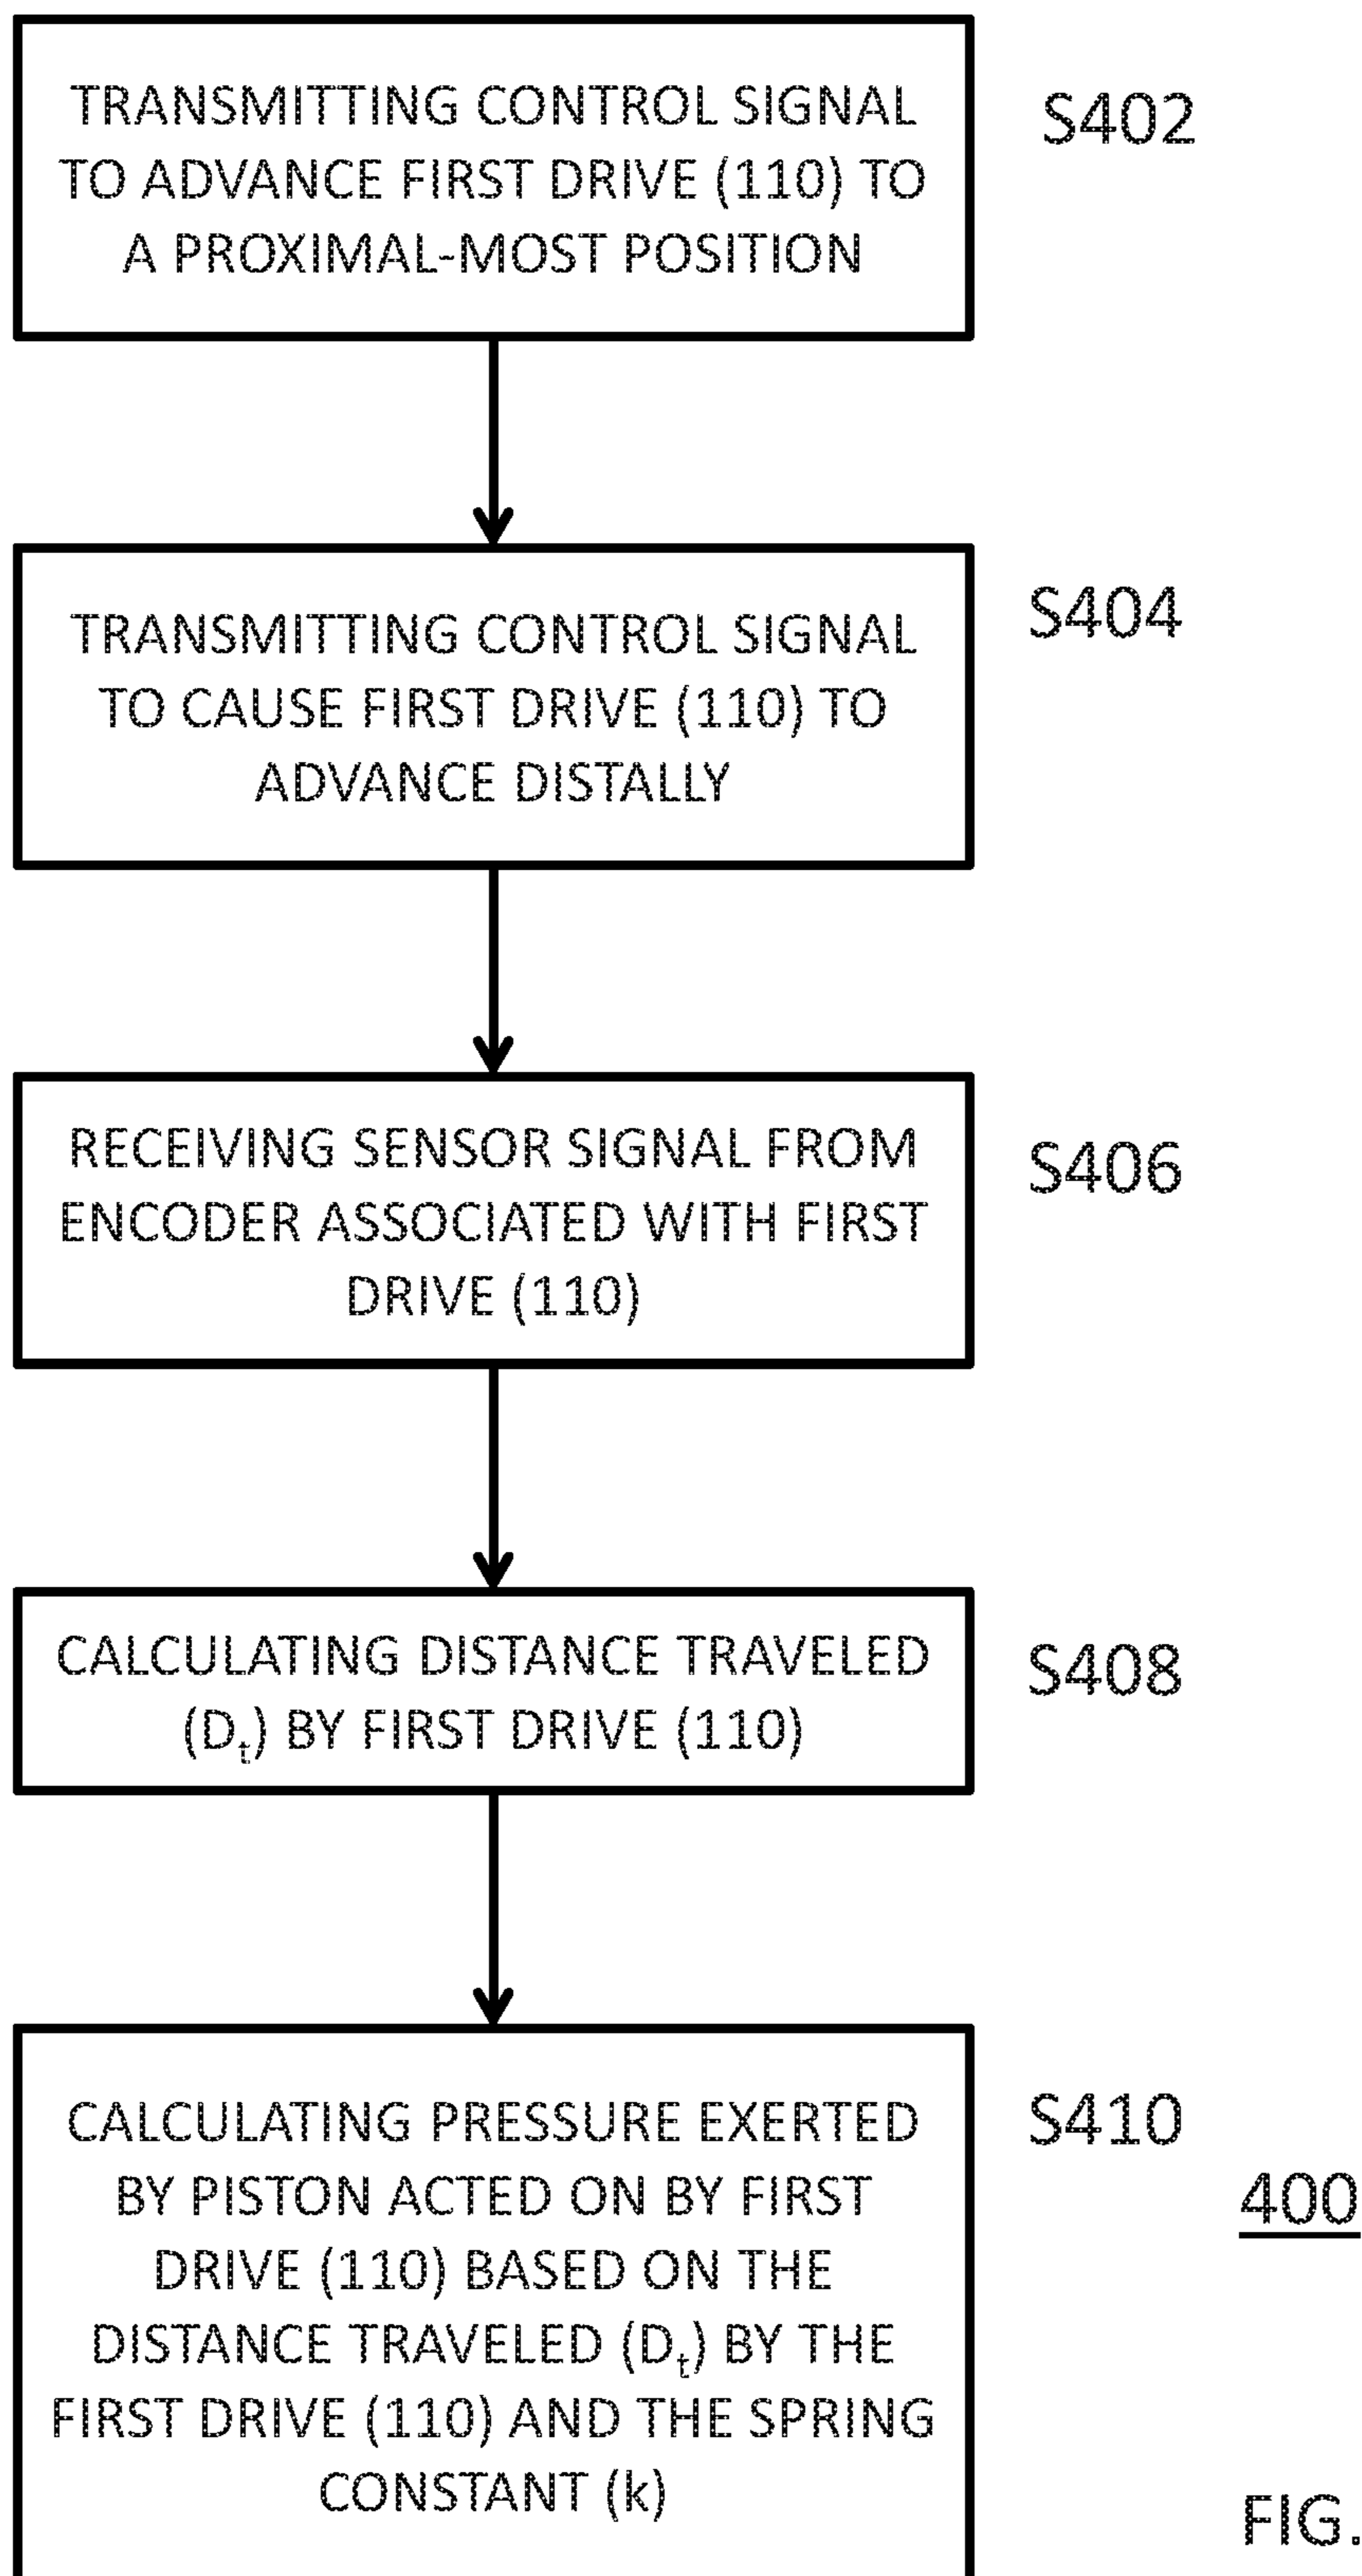 TRANSMITTING CONTROL SIGNAL
TO ADVANCE FIRST DRIVE (110) TO
A PROXIMAL-MOST POSITION
S402
TRANSMITTING CONTROL SIGNAL
TO CAUSE FIRST DRIVE (110) TO
ADVANCE DISTALLY
S404
RECEIVING SENSOR SIGNAL FROM
ENCODER ASSOCIATED WITH FIRST
DRIVE (110)
S406
CALCULATING DISTANCE TRAVELED
(Dt) BY FIRST DRIVE (110)
S408
CALCULATING PRESSURE EXERTED
BY PISTON ACTED ON BY FIRST
DRIVE (110) BASED ON THE
DISTANCE TRAVELED (Dt) BY THE
FIRST DRIVE (110) AND THE SPRING
CONSTANT (k)
S410
400
FIG.